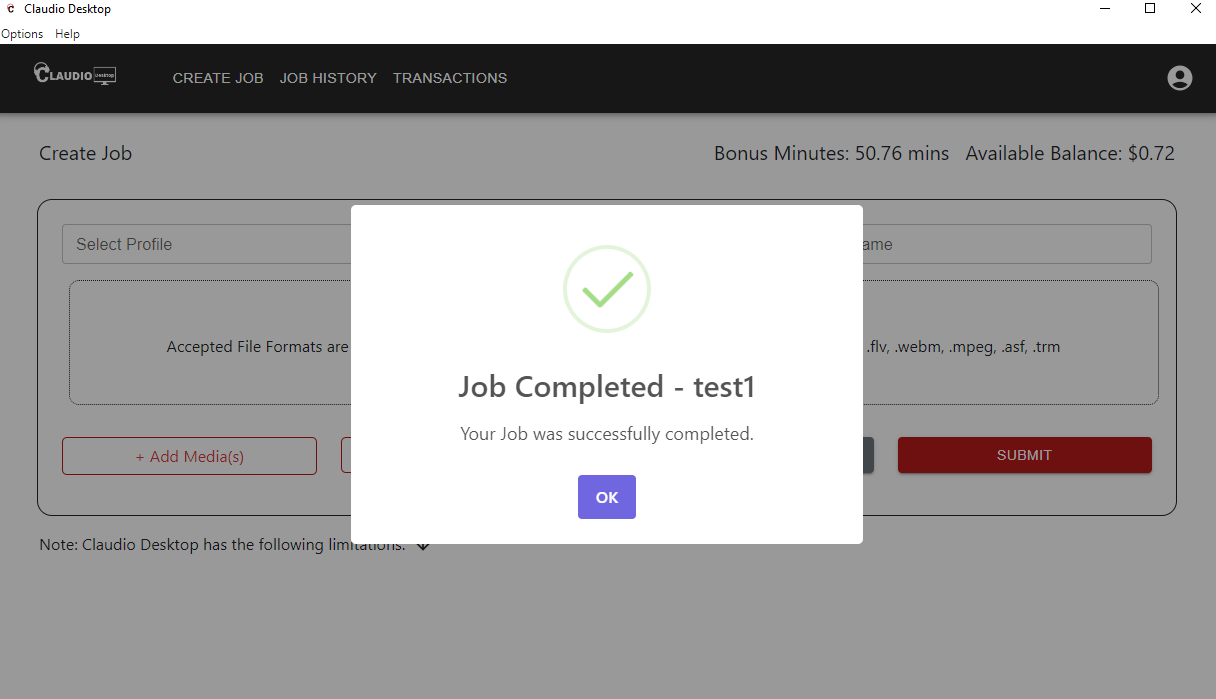 Claudio Desktop
Options Help
CLAUDIO Desktop
CREATE JOB JOB HISTORY TRANSACTIONS
Create Job
Bonus Minutes: 50.76 mins Available Balance: $0.72
Select Profile
ame
Accepted File Formats are
.flv, .webm, .mpeg, .asf, .trm
Job Completed - test1
Your Job was successfully completed.
OK
+ Add Media(s)
SUBMIT
Note: Claudio Desktop has the following limitations.